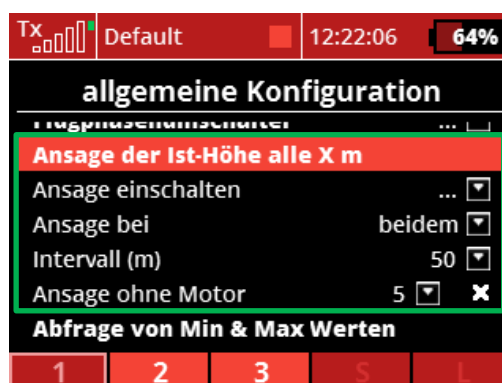 Tx Default 12:22:06 64%
allgemeine Konfiguration
Flugphasenumschalter ...
Ansage der Ist-Höhe alle X m
Ansage einschalten ...
Ansage bei beidem
Intervall (m) 50
Ansage ohne Motor 5
Abfrage von Min & Max Werten
1 2 3 S L